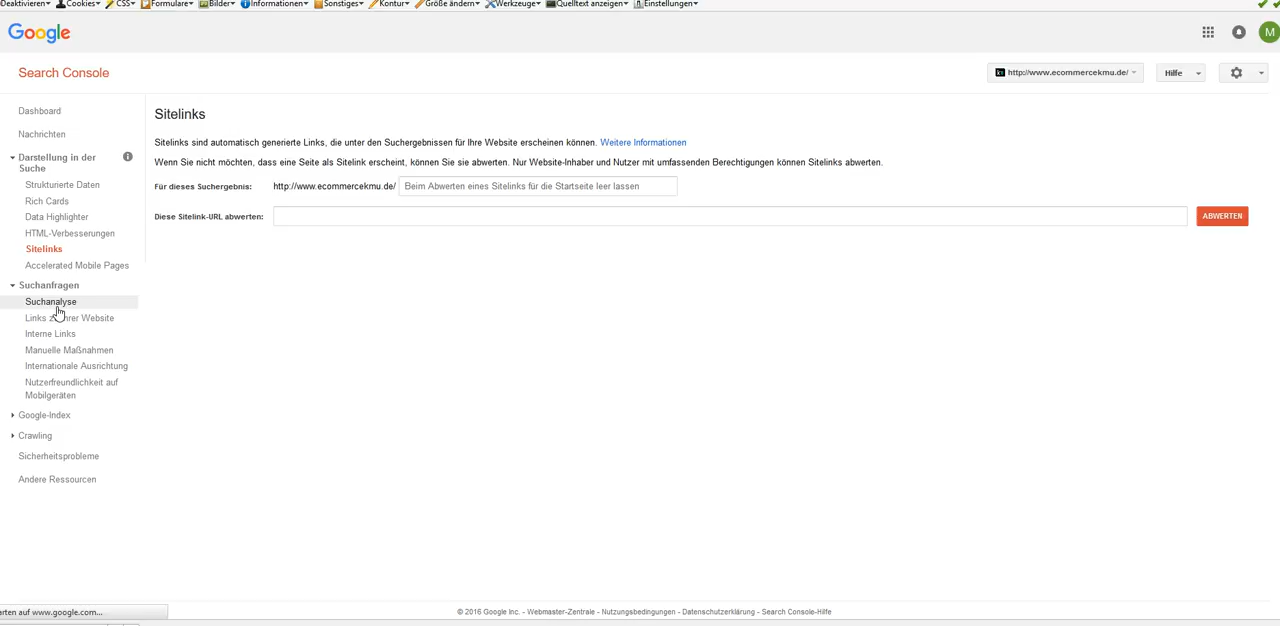 Deaktivieren Cookies CSS Formulare Bilder Informationen Sonstiges Kontur Größe ändern Werkzeuge Quelltext anzeigen Einstellungen
Google
M
Search Console
http://www.ecommercekmu.de/
Hilfe
Dashboard
Nachrichten
Darstellung in der
Suche
Strukturierte Daten
Rich Cards
Data Highlighter
HTML-Verbesserungen
Sitelinks
Accelerated Mobile Pages
Suchanfragen
Suchanalyse
Links z hrer Website
Interne Links
Manuelle Maßnahmen
Internationale Ausrichtung
Nutzerfreundlichkeit auf
Mobilgeräten
Google-Index
Crawling
Sicherheitsprobleme
Andere Ressourcen
Sitelinks
Sitelinks sind automatisch generierte Links, die unter den Suchergebnissen für Ihre Website erscheinen können. Weitere Informationen
Wenn Sie nicht möchten, dass eine Seite als Sitelink erscheint, können Sie sie abwerten. Nur Website-Inhaber und Nutzer mit umfassenden Berechtigungen können Sitelinks abwerten.
Für dieses Suchergebnis: http://www.ecommercekmu.de/ Beim Abwerten eines Sitelinks für die Startseite leer lassen
Diese Sitelink-URL abwerten: ABWERTEN
arten auf www.google.com...
© 2016 Google Inc. - Webmaster-Zentrale - Nutzungsbedingungen - Datenschutzerklärung - Search Console-Hilfe